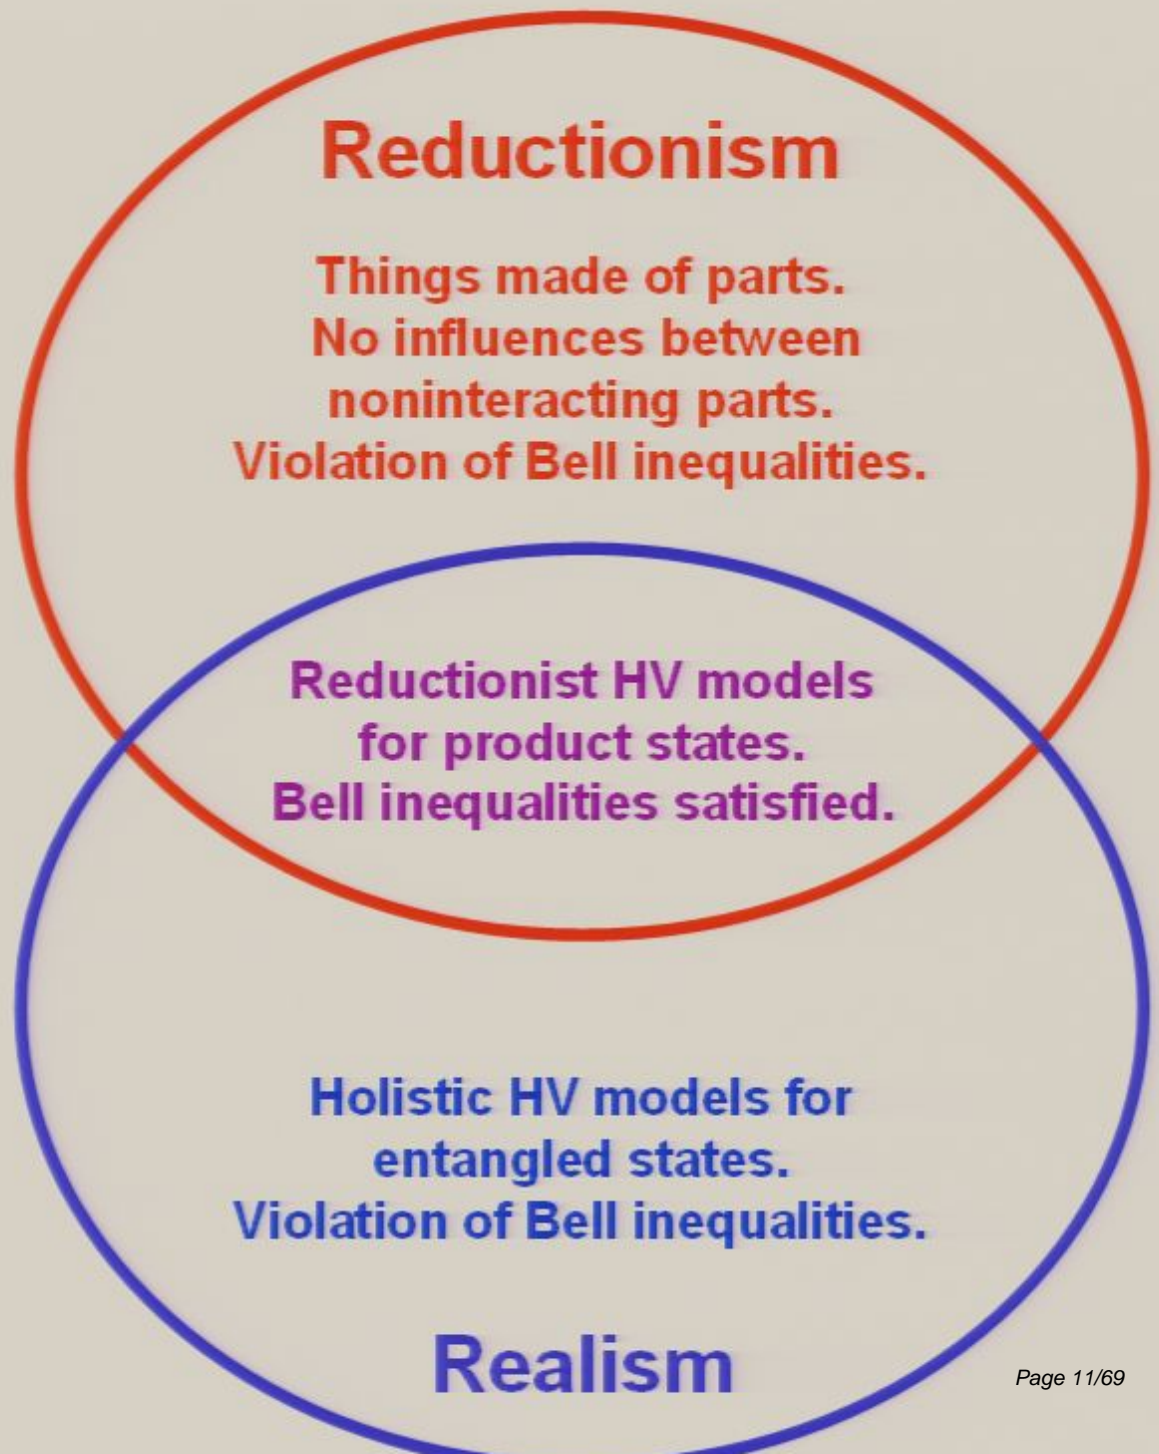 Reductionism
Things made of parts.
No influences between
noninteracting parts.
Violation of Bell inequalities.
Reductionist HV models
for product states.
Bell inequalities satisfied.
Holistic HV models for
entangled states.
Violation of Bell inequalities.
Realism
Page 11/69